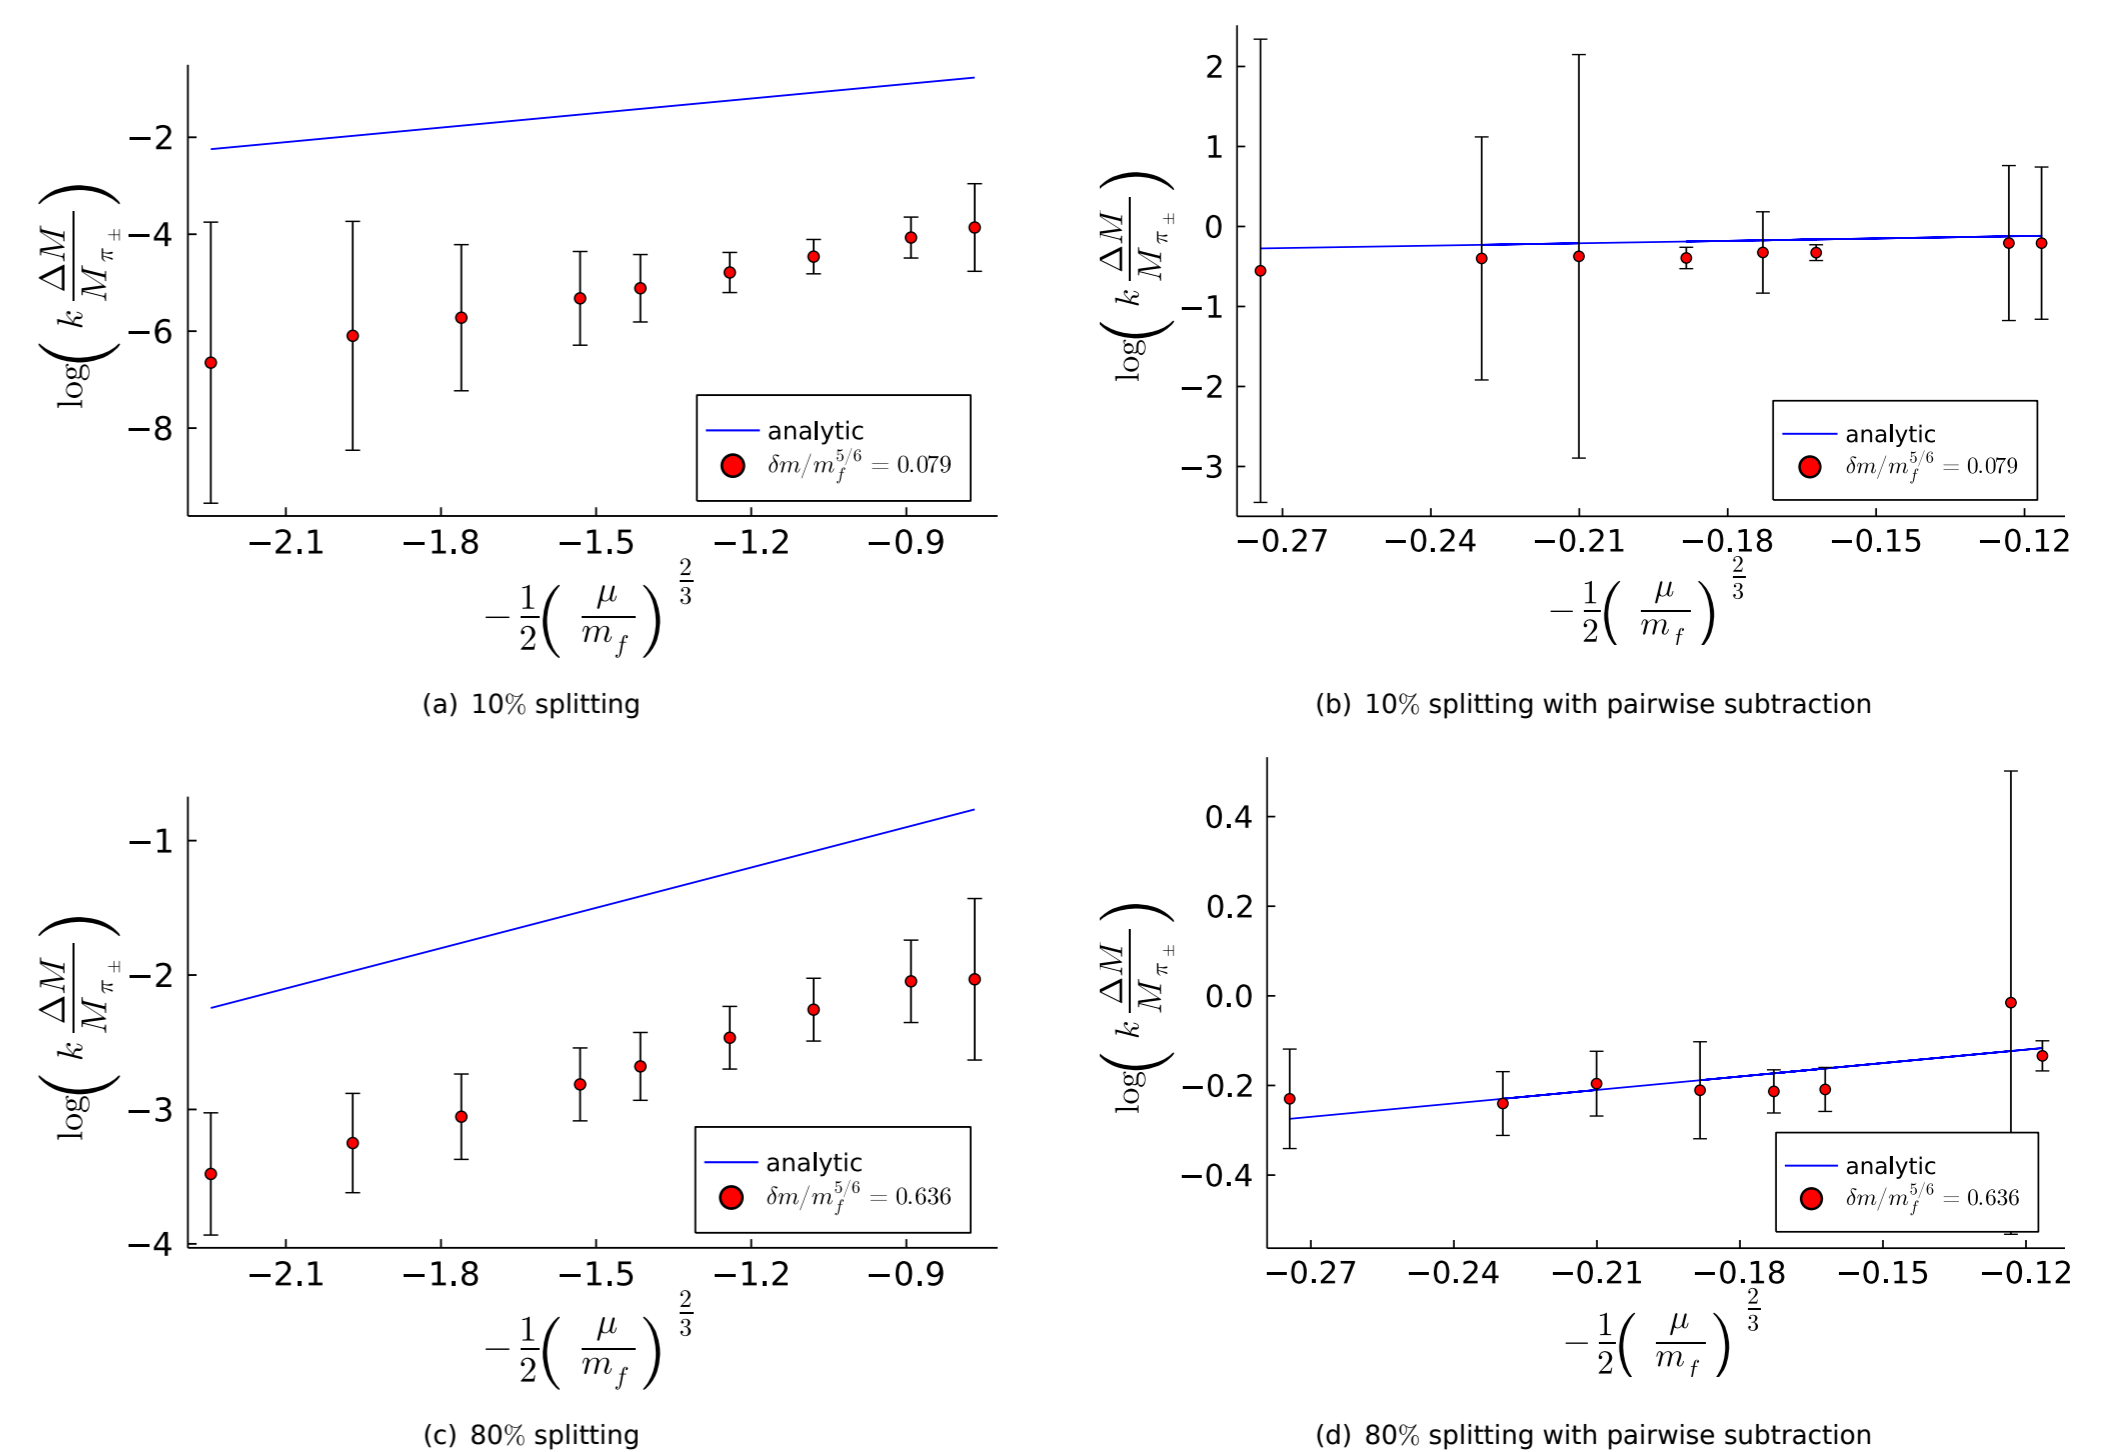 −2
−4
−6
−8
log( k ΔM / M_π± )
analytic
δm/m_f^{5/6} = 0.079
−2.1 −1.8 −1.5 −1.2 −0.9
− 1/2 ( μ / m_f )^{2/3}
(a) 10% splitting
2
1
0
−1
−2
−3
log( k ΔM / M_π± )
analytic
δm/m_f^{5/6} = 0.079
−0.27 −0.24 −0.21 −0.18 −0.15 −0.12
− 1/2 ( μ / m_f )^{2/3}
(b) 10% splitting with pairwise subtraction
−1
−2
−3
−4
log( k ΔM / M_π± )
analytic
δm/m_f^{5/6} = 0.636
−2.1 −1.8 −1.5 −1.2 −0.9
− 1/2 ( μ / m_f )^{2/3}
(c) 80% splitting
0.4
0.2
0.0
−0.2
−0.4
log( k ΔM / M_π± )
analytic
δm/m_f^{5/6} = 0.636
−0.27 −0.24 −0.21 −0.18 −0.15 −0.12
− 1/2 ( μ / m_f )^{2/3}
(d) 80% splitting with pairwise subtraction